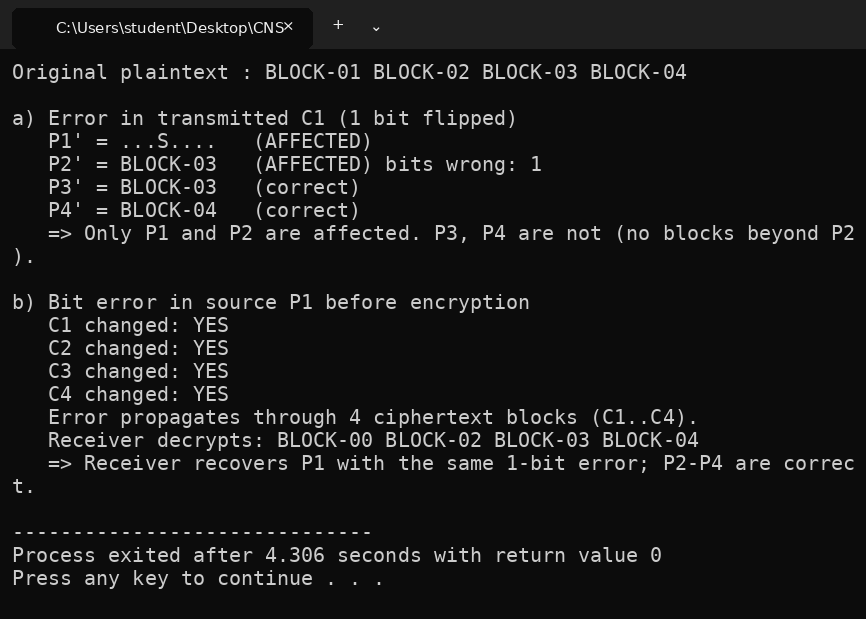 C:\Users\student\Desktop\CNS
Original plaintext : BLOCK-01 BLOCK-02 BLOCK-03 BLOCK-04
a) Error in transmitted C1 (1 bit flipped)
P1' = ...S....   (AFFECTED)
P2' = BLOCK-03   (AFFECTED) bits wrong: 1
P3' = BLOCK-03   (correct)
P4' = BLOCK-04   (correct)
=> Only P1 and P2 are affected. P3, P4 are not (no blocks beyond P2
).
b) Bit error in source P1 before encryption
C1 changed: YES
C2 changed: YES
C3 changed: YES
C4 changed: YES
Error propagates through 4 ciphertext blocks (C1..C4).
Receiver decrypts: BLOCK-00 BLOCK-02 BLOCK-03 BLOCK-04
=> Receiver recovers P1 with the same 1-bit error; P2-P4 are correc
t.
------------------------------
Process exited after 4.306 seconds with return value 0
Press any key to continue . . .